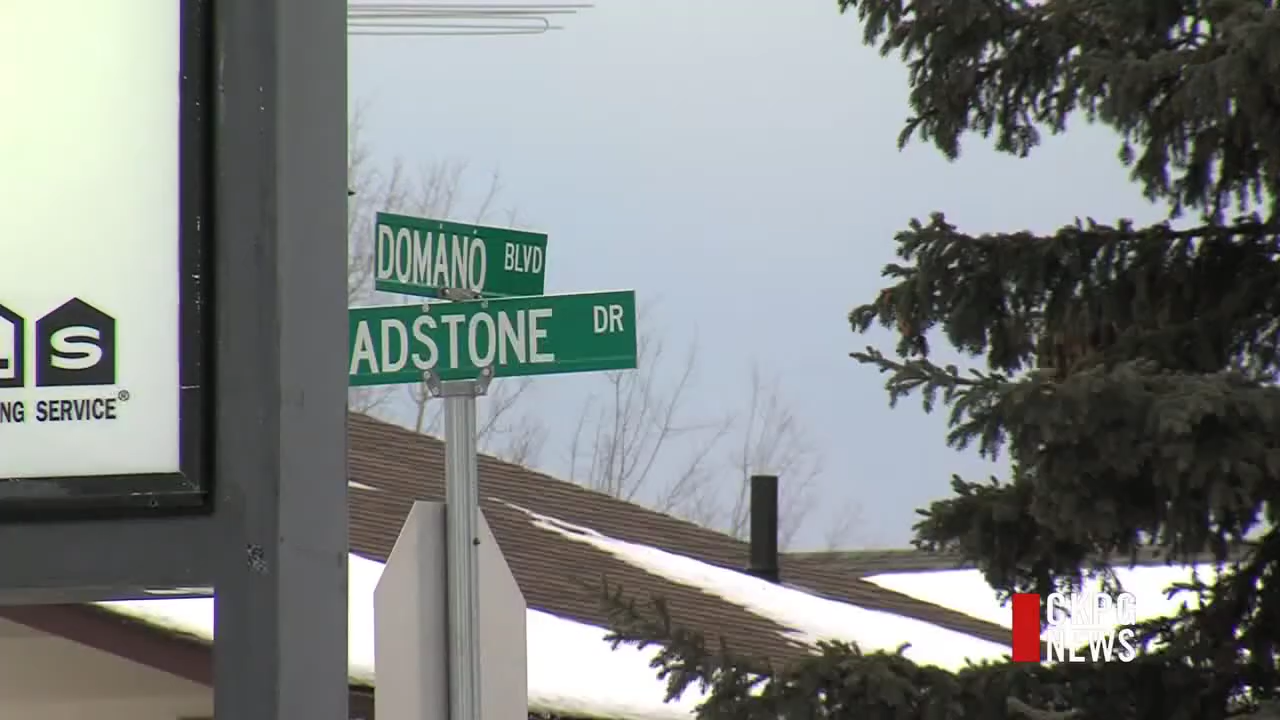 DOMANO BLVD
ADSTONE DR
S
NG SERVICE®
CKPG
NEWS